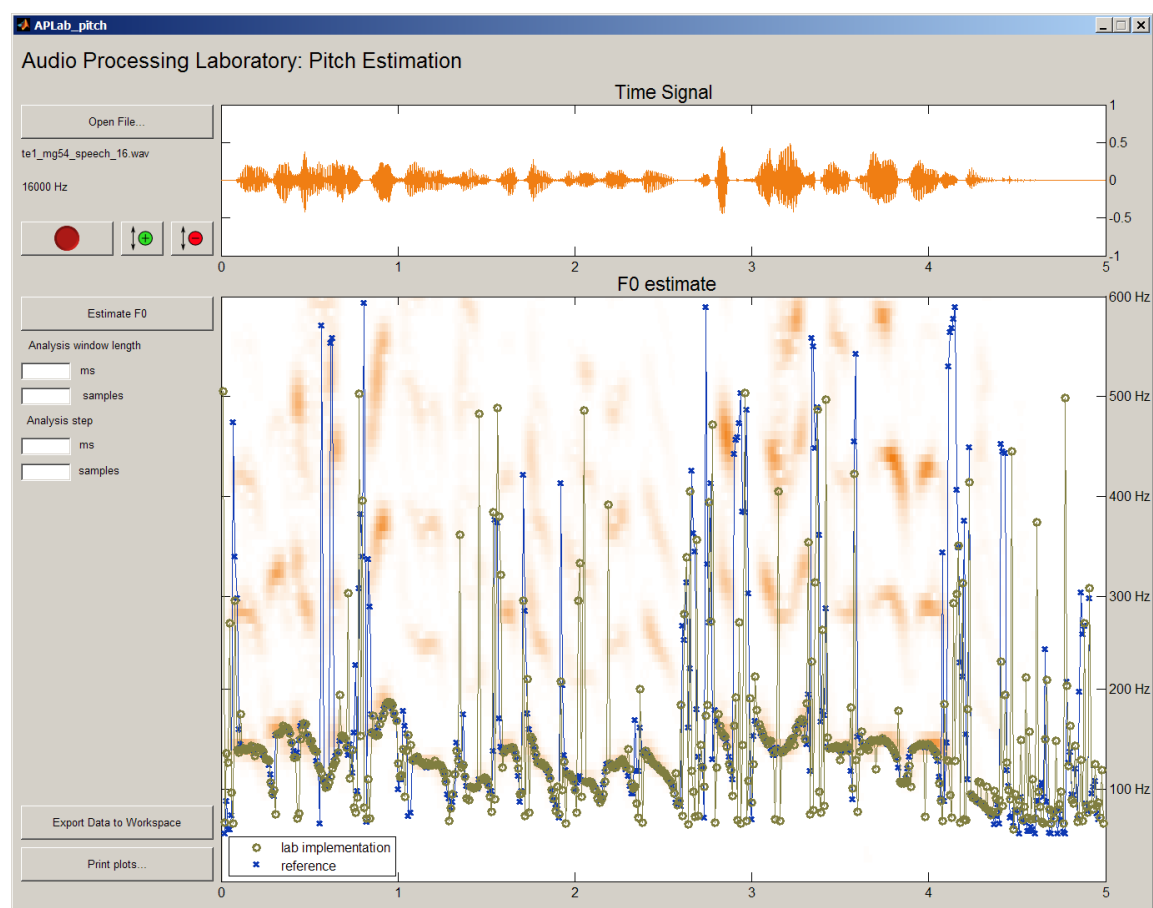 APLab_pitch
Audio Processing Laboratory: Pitch Estimation
Time Signal
Open File...
te1_mg54_speech_16.wav
16000 Hz
1
0.5
0
-0.5
-1
0 1 2 3 4 5
F0 estimate
Estimate F0
Analysis window length
ms
samples
Analysis step
ms
samples
600 Hz
500 Hz
400 Hz
300 Hz
200 Hz
100 Hz
Export Data to Workspace
Print plots...
lab implementation
reference
0 1 2 3 4 5